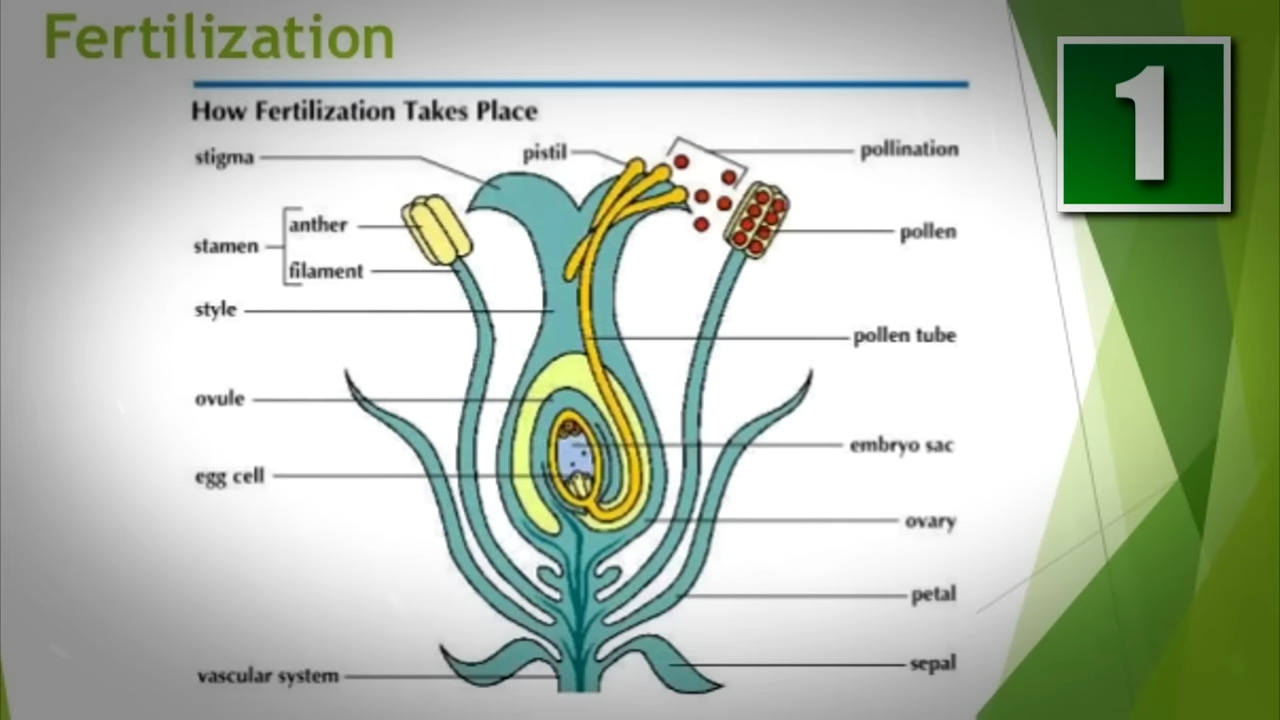 Fertilization
1
How Fertilization Takes Place
stigma
pistil
pollination
anther
stamen
pollen
filament
style
pollen tube
ovule
embryo sac
egg cell
ovary
petal
sepal
vascular system